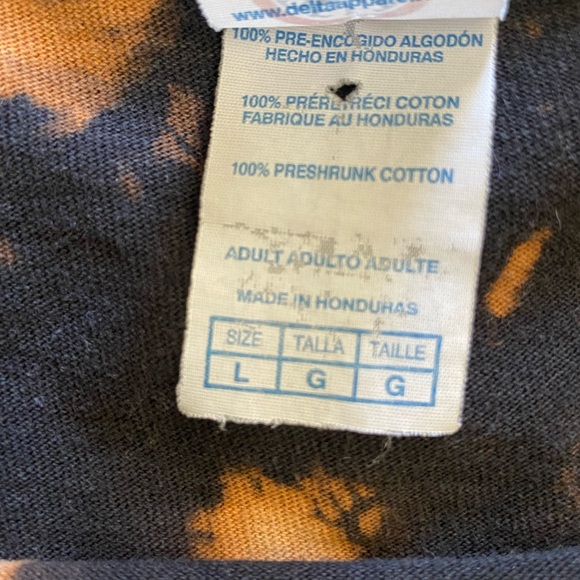 www.deltaapparel
100% PRE-ENCOGIDO ALGODÓN
HECHO EN HONDURAS
100% PRÉRÉTRÉCI COTON
FABRIQUE AU HONDURAS
100% PRESHRUNK COTTON
ADULT ADULTO ADULTE
MADE IN HONDURAS
SIZE TALLA TAILLE
L G G